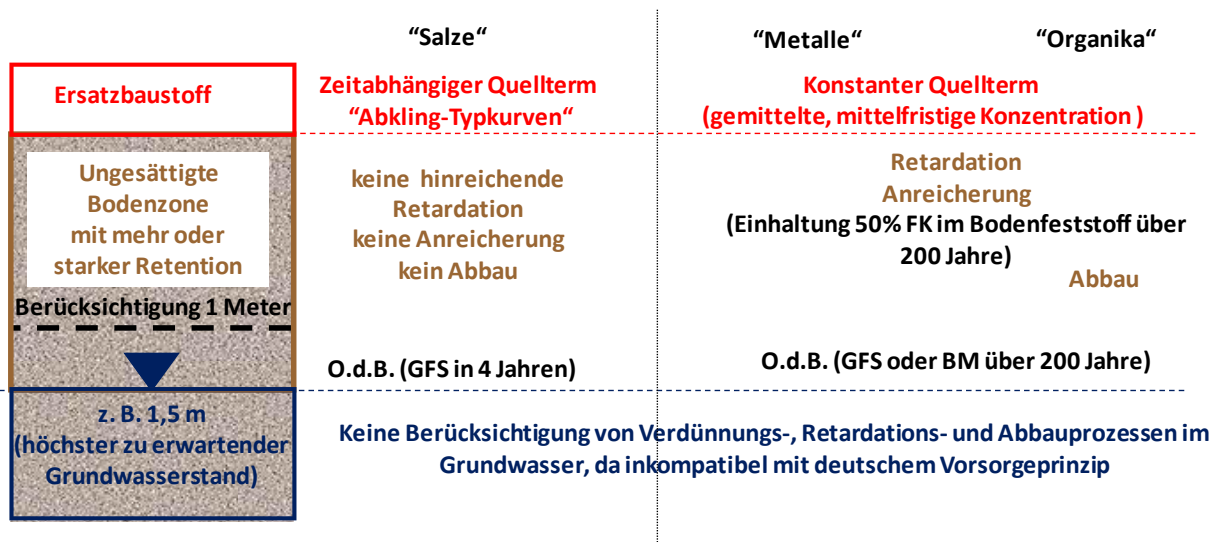 “Salze“
“Metalle“
“Organika“
Ersatzbaustoff
Zeitabhängiger Quellterm
“Abkling-Typkurven“
Konstanter Quellterm
(gemittelte, mittelfristige Konzentration )
Ungesättigte
Bodenzone
mit mehr oder
starker Retention
keine hinreichende
Retardation
keine Anreicherung
kein Abbau
Retardation
Anreicherung
(Einhaltung 50% FK im Bodenfeststoff über
200 Jahre)
Abbau
Berücksichtigung 1 Meter
O.d.B. (GFS in 4 Jahren)
O.d.B. (GFS oder BM über 200 Jahre)
z. B. 1,5 m
(höchster zu erwartender
Grundwasserstand)
Keine Berücksichtigung von Verdünnungs-, Retardations- und Abbauprozessen im
Grundwasser, da inkompatibel mit deutschem Vorsorgeprinzip